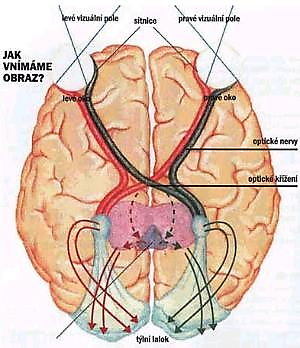 levé vizuální pole
sítnice
pravé vizuální pole
JAK
VNÍMÁME
OBRAZ?
levé oko
pravé oko
optické nervy
optické křížení
týlní lalok